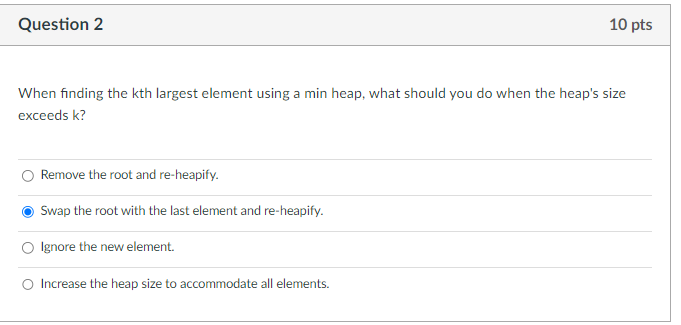 Question 2
10 pts
When finding the kth largest element using a min heap, what should you do when the heap's size
exceeds k?
Remove the root and re-heapify.
Swap the root with the last element and re-heapify.
Ignore the new element.
Increase the heap size to accommodate all elements.